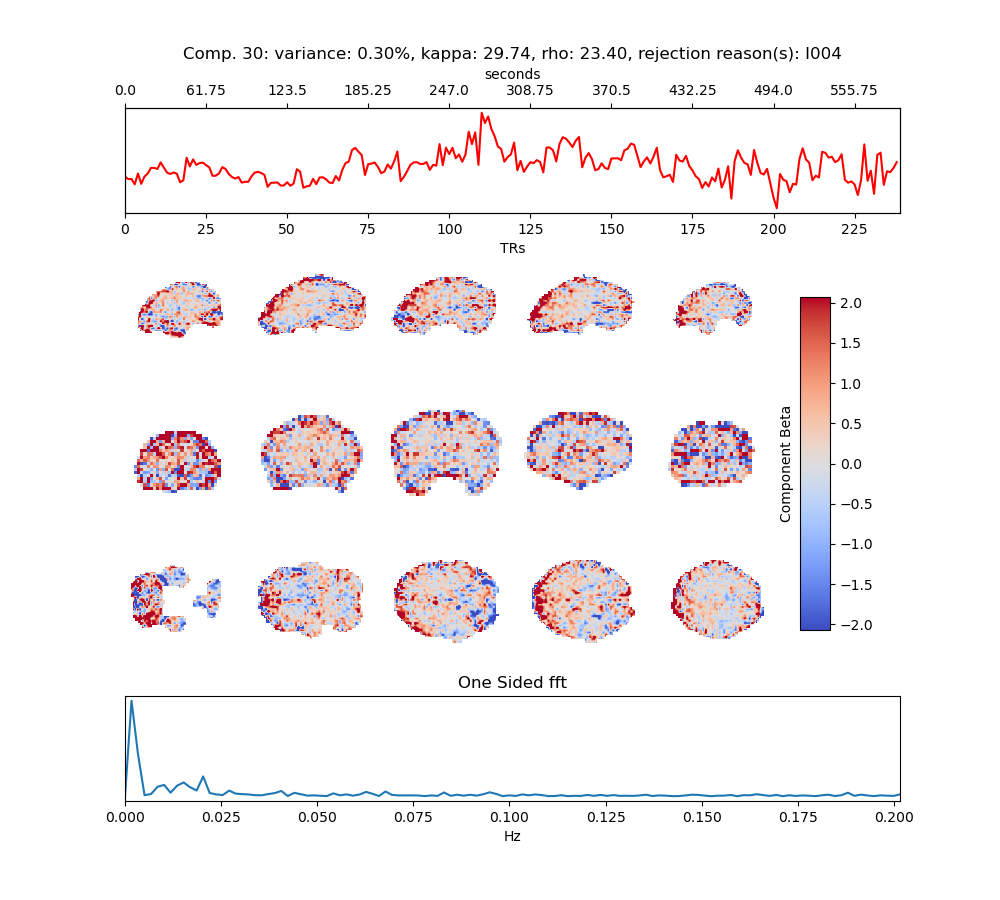 Comp. 30: variance: 0.30%, kappa: 29.74, rho: 23.40, rejection reason(s): I004
seconds
0.0 61.75 123.5 185.25 247.0 308.75 370.5 432.25 494.0 555.75
0 25 50 75 100 125 150 175 200 225
TRs
2.0
1.5
1.0
0.5
0.0
−0.5
−1.0
−1.5
−2.0
Component Beta
One Sided fft
0.000 0.025 0.050 0.075 0.100 0.125 0.150 0.175 0.200
Hz